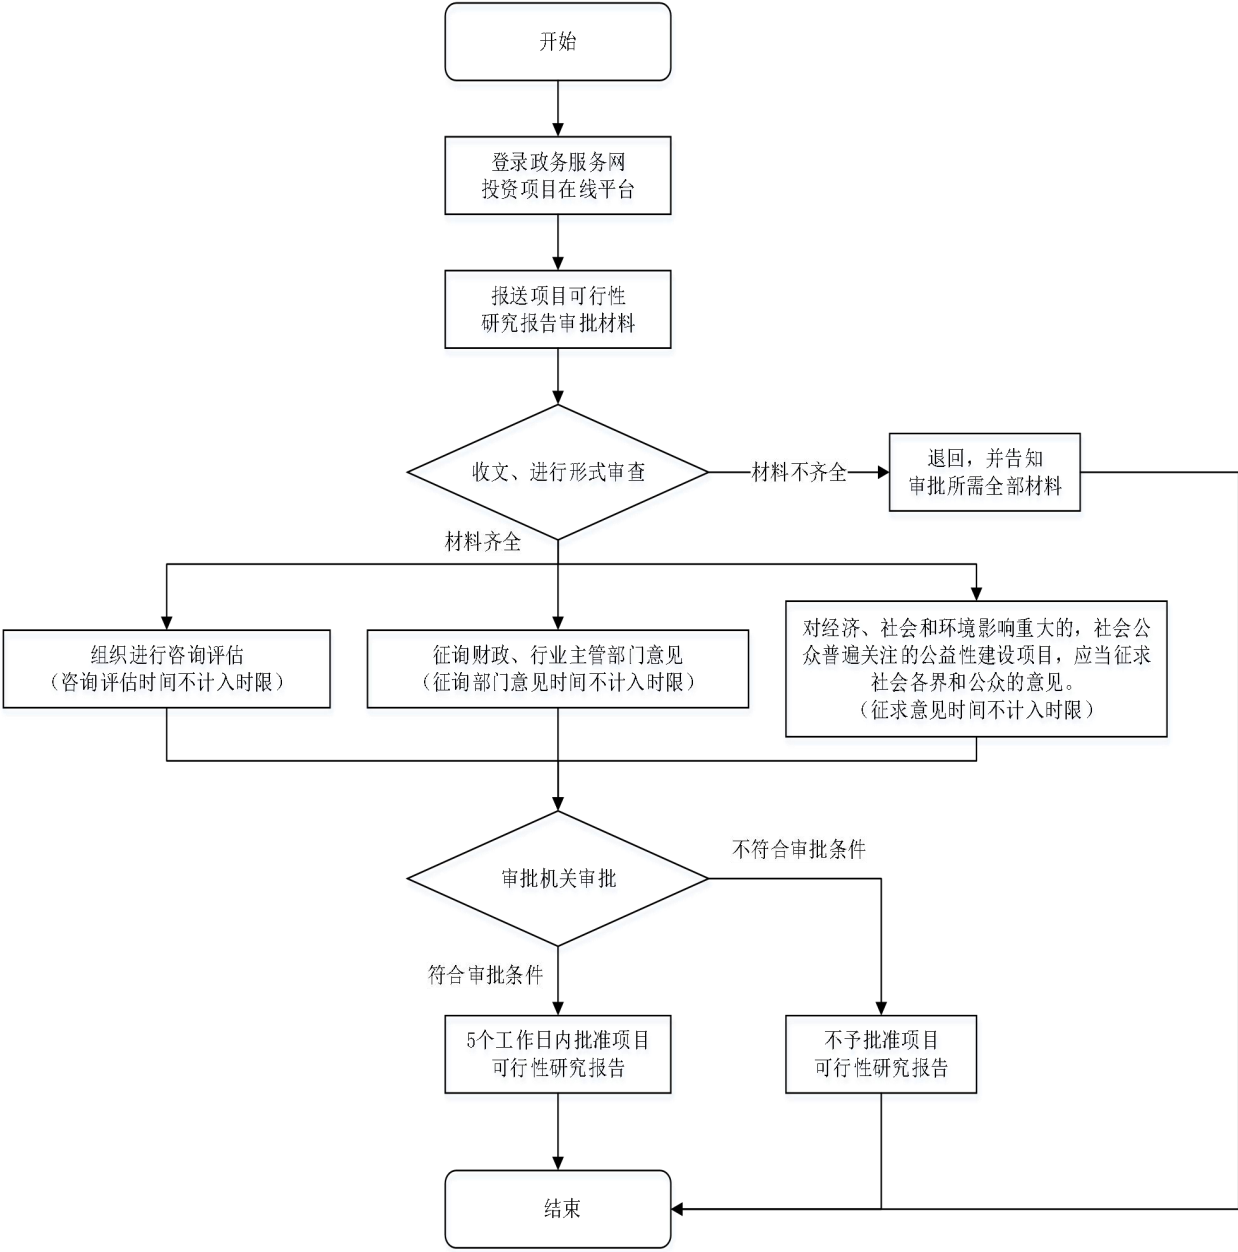 开始
登录政务服务网
投资项目在线平台
报送项目可行性
研究报告审批材料
收文、进行形式审查
材料不齐全
退回，并告知
审批所需全部材料
材料齐全
组织进行咨询评估
（咨询评估时间不计入时限）
征询财政、行业主管部门意见
（征询部门意见时间不计入时限）
对经济、社会和环境影响重大的，社会公
众普遍关注的公益性建设项目，应当征求
社会各界和公众的意见。
（征求意见时间不计入时限）
审批机关审批
不符合审批条件
符合审批条件
5个工作日内批准项目
可行性研究报告
不予批准项目
可行性研究报告
结束